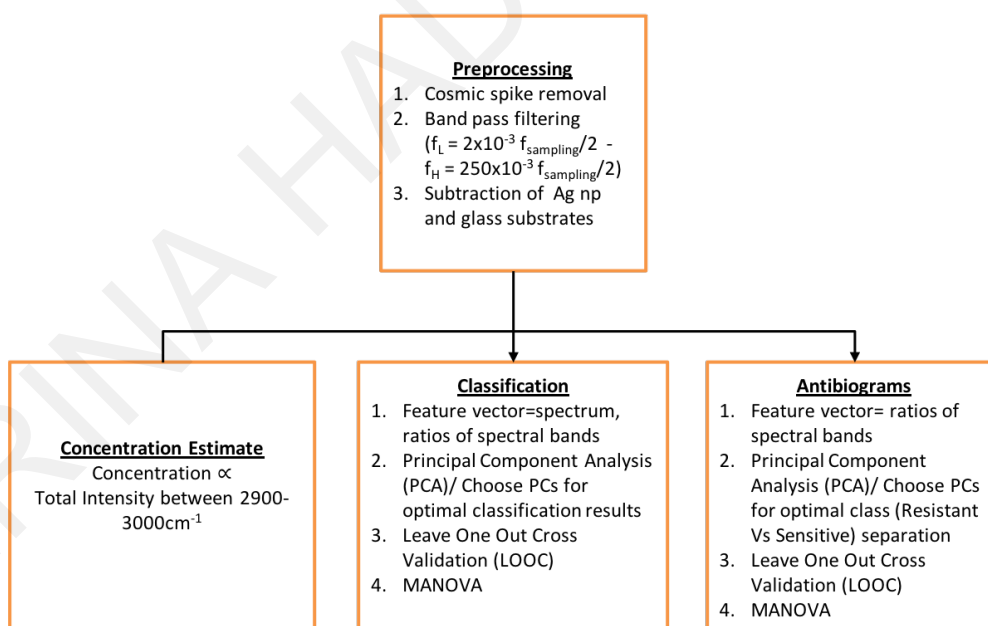 Preprocessing
1. Cosmic spike removal
2. Band pass filtering
(fL = 2x10-3 fsampling/2 -
fH = 250x10-3 fsampling/2)
3. Subtraction of Ag np
and glass substrates
Concentration Estimate
Concentration ∝
Total Intensity between 2900-
3000cm-1
Classification
1. Feature vector=spectrum,
ratios of spectral bands
2. Principal Component Analysis
(PCA)/ Choose PCs for
optimal classification results
3. Leave One Out Cross
Validation (LOOC)
4. MANOVA
Antibiograms
1. Feature vector= ratios of
spectral bands
2. Principal Component
Analysis (PCA)/ Choose PCs
for optimal class (Resistant
Vs Sensitive) separation
3. Leave One Out Cross
Validation (LOOC)
4. MANOVA
RINA HAD